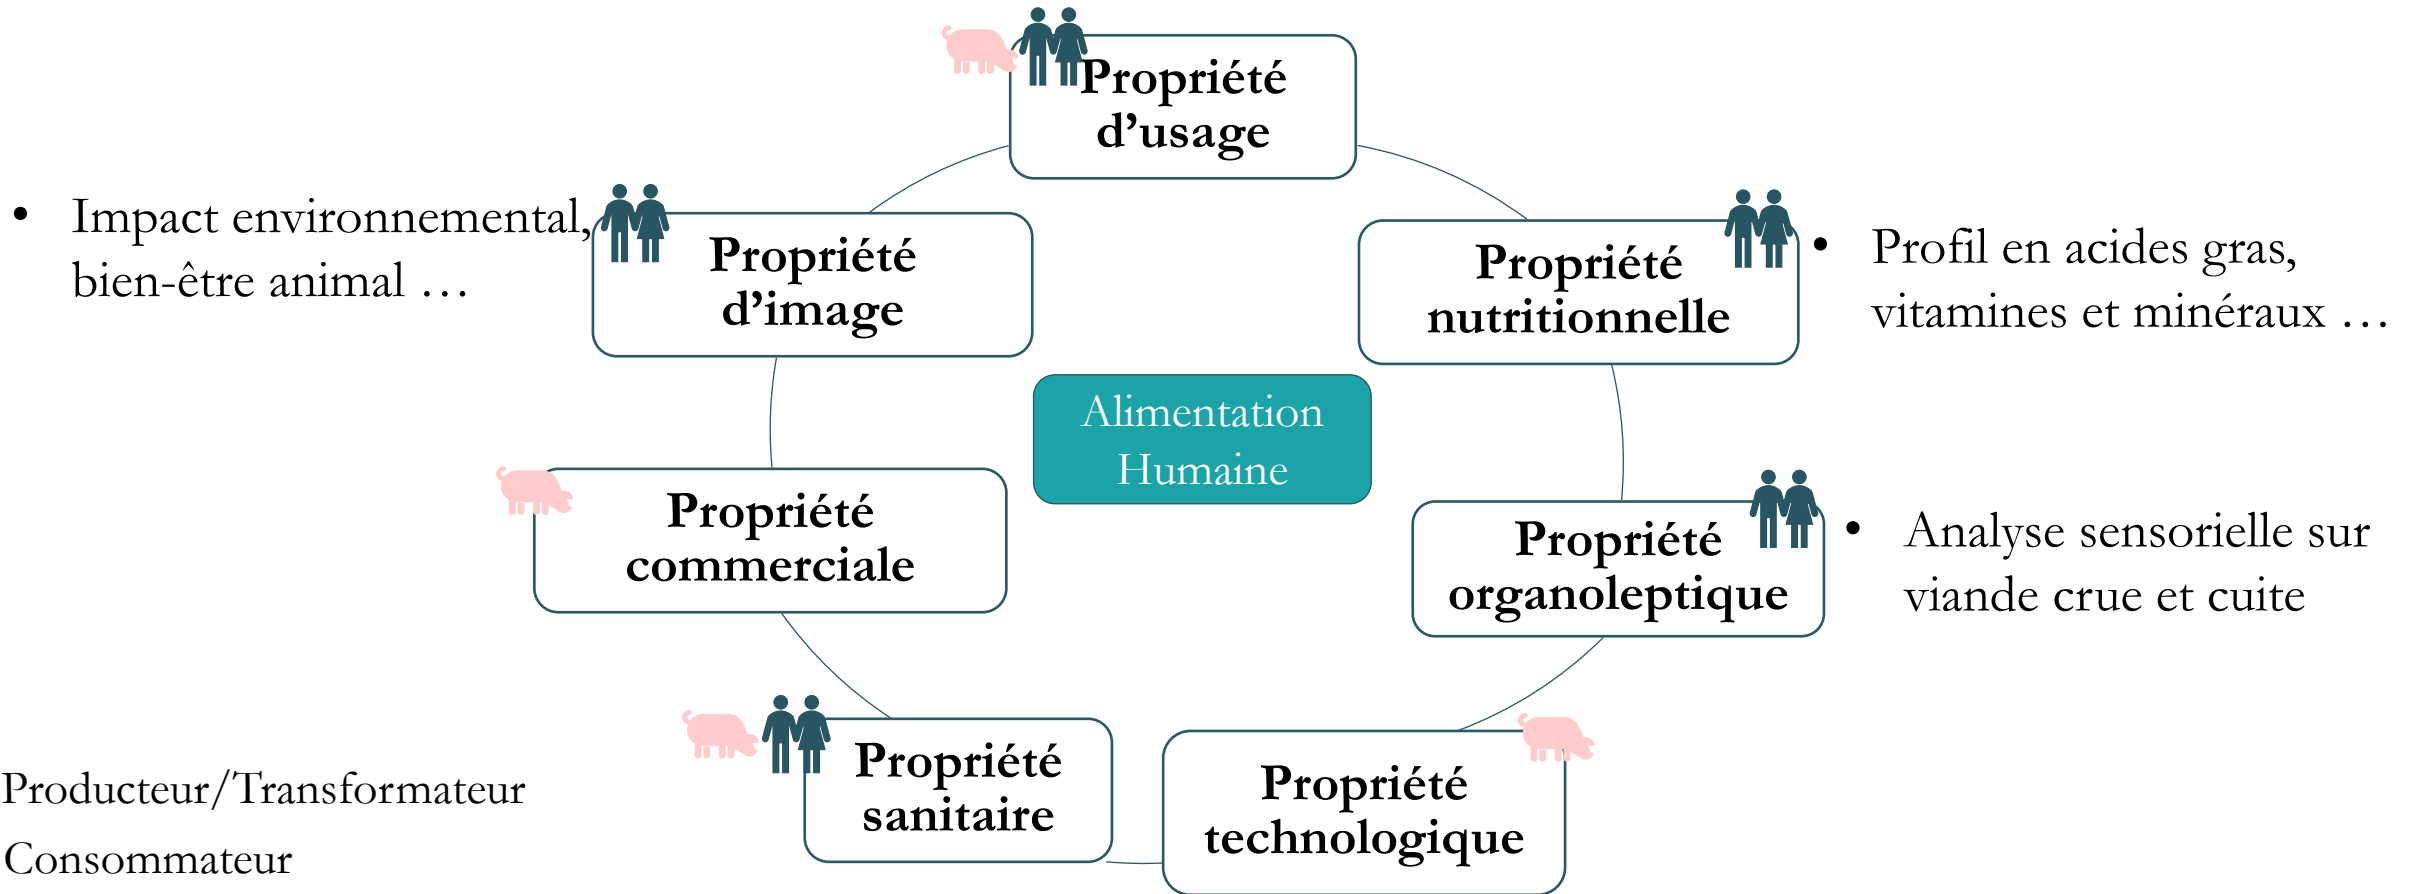 Propriété
d’usage
• Impact environnemental,
bien-être animal …
Propriété
d’image
Propriété
nutritionnelle
• Profil en acides gras,
vitamines et minéraux …
Alimentation
Humaine
Propriété
commerciale
Propriété
organoleptique
• Analyse sensorielle sur
viande crue et cuite
Propriété
sanitaire
Propriété
technologique
Producteur/Transformateur
Consommateur